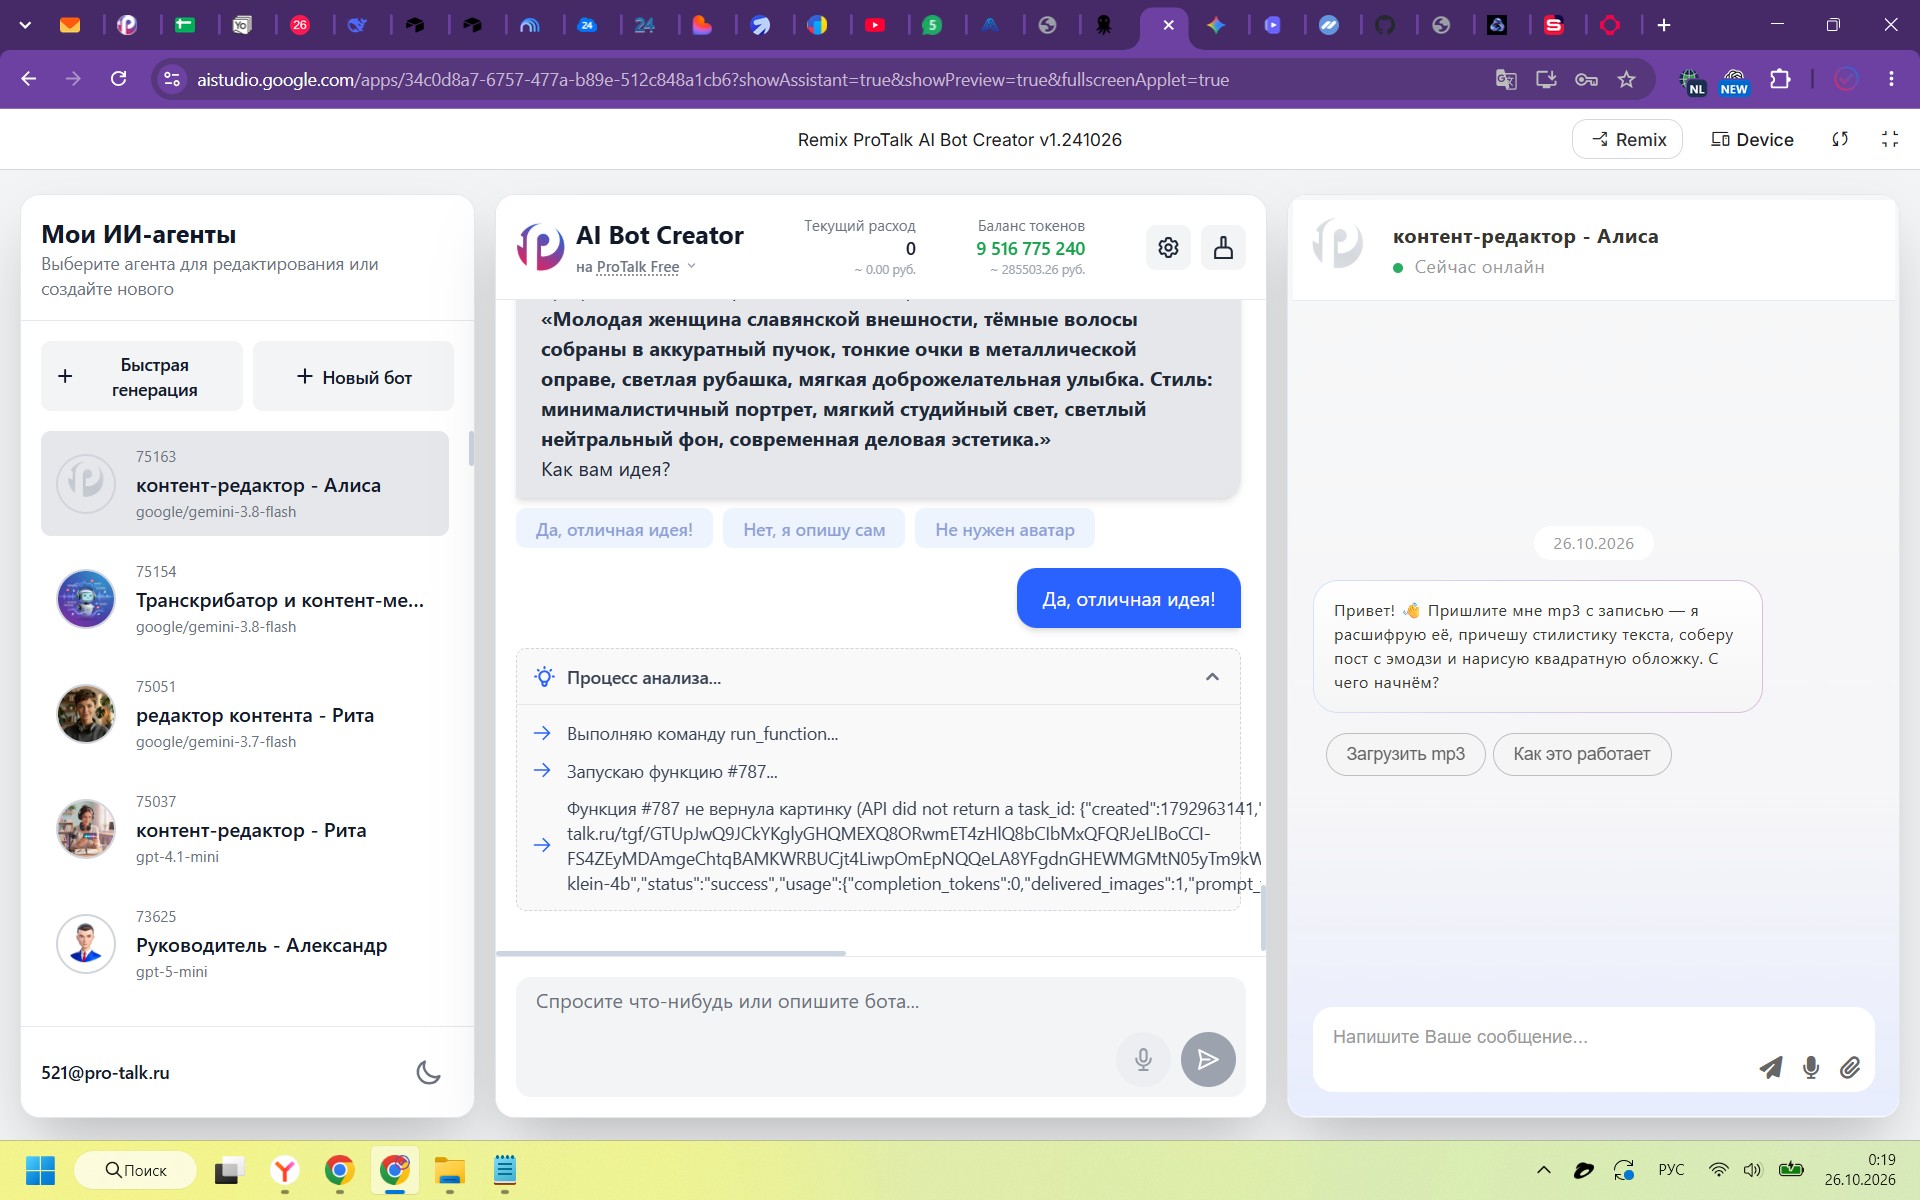 26
24
24
5
aistudio.google.com/apps/34c0d8a7-6757-477a-b89e-512c848a1cb6?showAssistant=true&showPreview=true&fullscreenApplet=true
NL
NEW
Remix ProTalk AI Bot Creator v1.241026
Remix
Device
Мои ИИ-агенты
Выберите агента для редактирования или
создайте нового
+ Быстрая
генерация
+ Новый бот
75163
контент-редактор - Алиса
google/gemini-3.8-flash
75154
Транскрибатор и контент-ме...
google/gemini-3.8-flash
75051
редактор контента - Рита
google/gemini-3.7-flash
75037
контент-редактор - Рита
gpt-4.1-mini
73625
Руководитель - Александр
gpt-5-mini
521@pro-talk.ru
AI Bot Creator
на ProTalk Free
Текущий расход
0
~ 0.00 руб.
Баланс токенов
9 516 775 240
~ 285503.26 руб.
«Молодая женщина славянской внешности, тёмные волосы
собраны в аккуратный пучок, тонкие очки в металлической
оправе, светлая рубашка, мягкая доброжелательная улыбка. Стиль:
минималистичный портрет, мягкий студийный свет, светлый
нейтральный фон, современная деловая эстетика.»
Как вам идея?
Да, отличная идея!
Нет, я опишу сам
Не нужен аватар
Да, отличная идея!
Процесс анализа...
Выполняю команду run_function...
Запускаю функцию #787...
Функция #787 не вернула картинку (API did not return a task_id: {"created":1792963141,"
talk.ru/tgf/GTUpJwQ9JCkYKglyGHQMEXQ8ORwmET4zHlQ8bCIbMxQFQRJeLlBoCCI-
FS4ZEyMDAmgeChtqBAMKWRBUCjt4LiwpOmEpNQQeLA8YFgdnGHEWMGMtN05yTm9kW
klein-4b","status":"success","usage":{"completion_tokens":0,"delivered_images":1,"prompt_
Спросите что-нибудь или опишите бота...
контент-редактор - Алиса
Сейчас онлайн
26.10.2026
Привет! 👋 Пришлите мне mp3 с записью — я
расшифрую её, причешу стилистику текста, соберу
пост с эмодзи и нарисую квадратную обложку. С
чего начнём?
Загрузить mp3
Как это работает
Напишите Ваше сообщение...
Поиск
РУС
0:19
26.10.2026